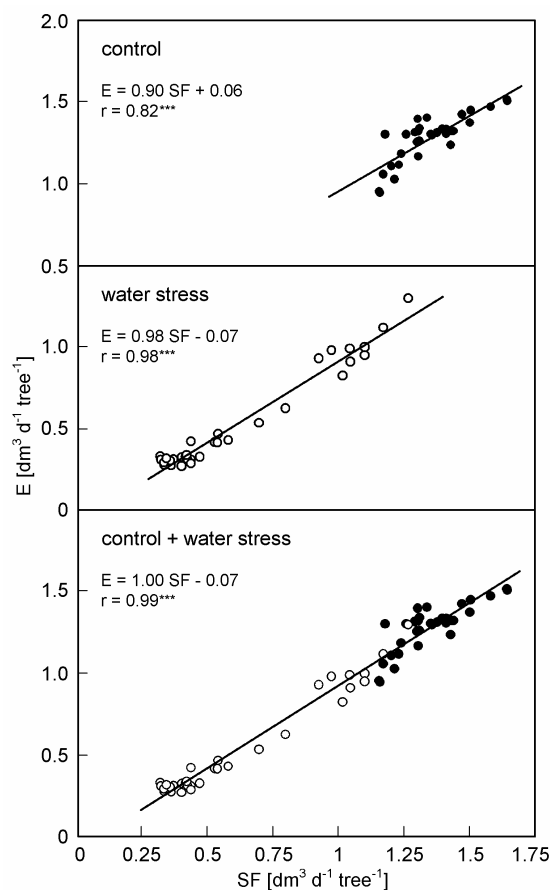 2.0
control
E = 0.90 SF + 0.06
r = 0.82***
1.5
1.0
0.5
water stress
E = 0.98 SF - 0.07
r = 0.98***
1.0
0.5
0
E [dm³ d⁻¹ tree⁻¹]
control + water stress
E = 1.00 SF - 0.07
r = 0.99***
1.5
1.0
0.5
0
0 0.25 0.5 0.75 1 1.25 1.5 1.75
SF [dm³ d⁻¹ tree⁻¹]